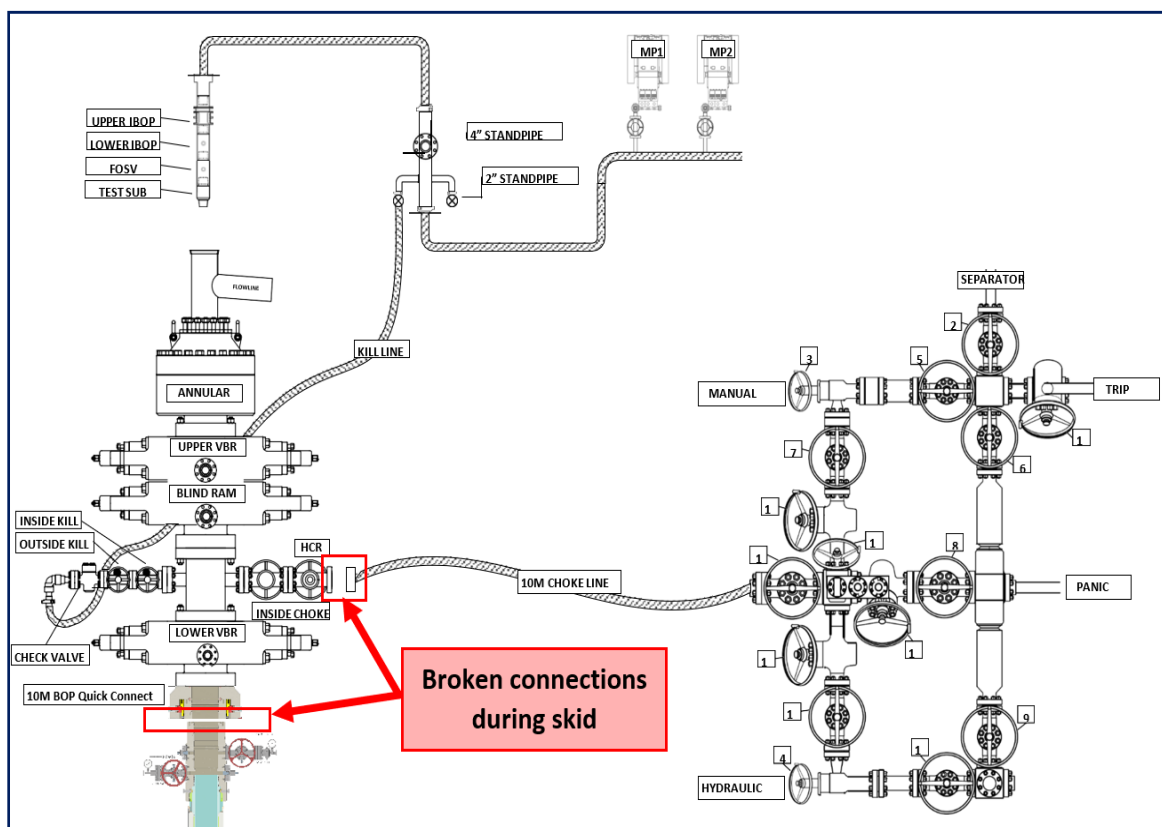 MP1
MP2
UPPER IBOP
LOWER IBOP
FOSV
TEST SUB
4” STANDPIPE
2” STANDPIPE
FLOWLINE
SEPARATOR
2
KILL LINE
3
5
ANNULAR
MANUAL
TRIP
1
UPPER VBR
7
6
BLIND RAM
1
INSIDE KILL
OUTSIDE KILL
HCR
1
1
8
10M CHOKE LINE
PANIC
INSIDE CHOKE
LOWER VBR
CHECK VALVE
1
1
10M BOP Quick Connect
Broken connections
during skid
1
9
1
4
HYDRAULIC